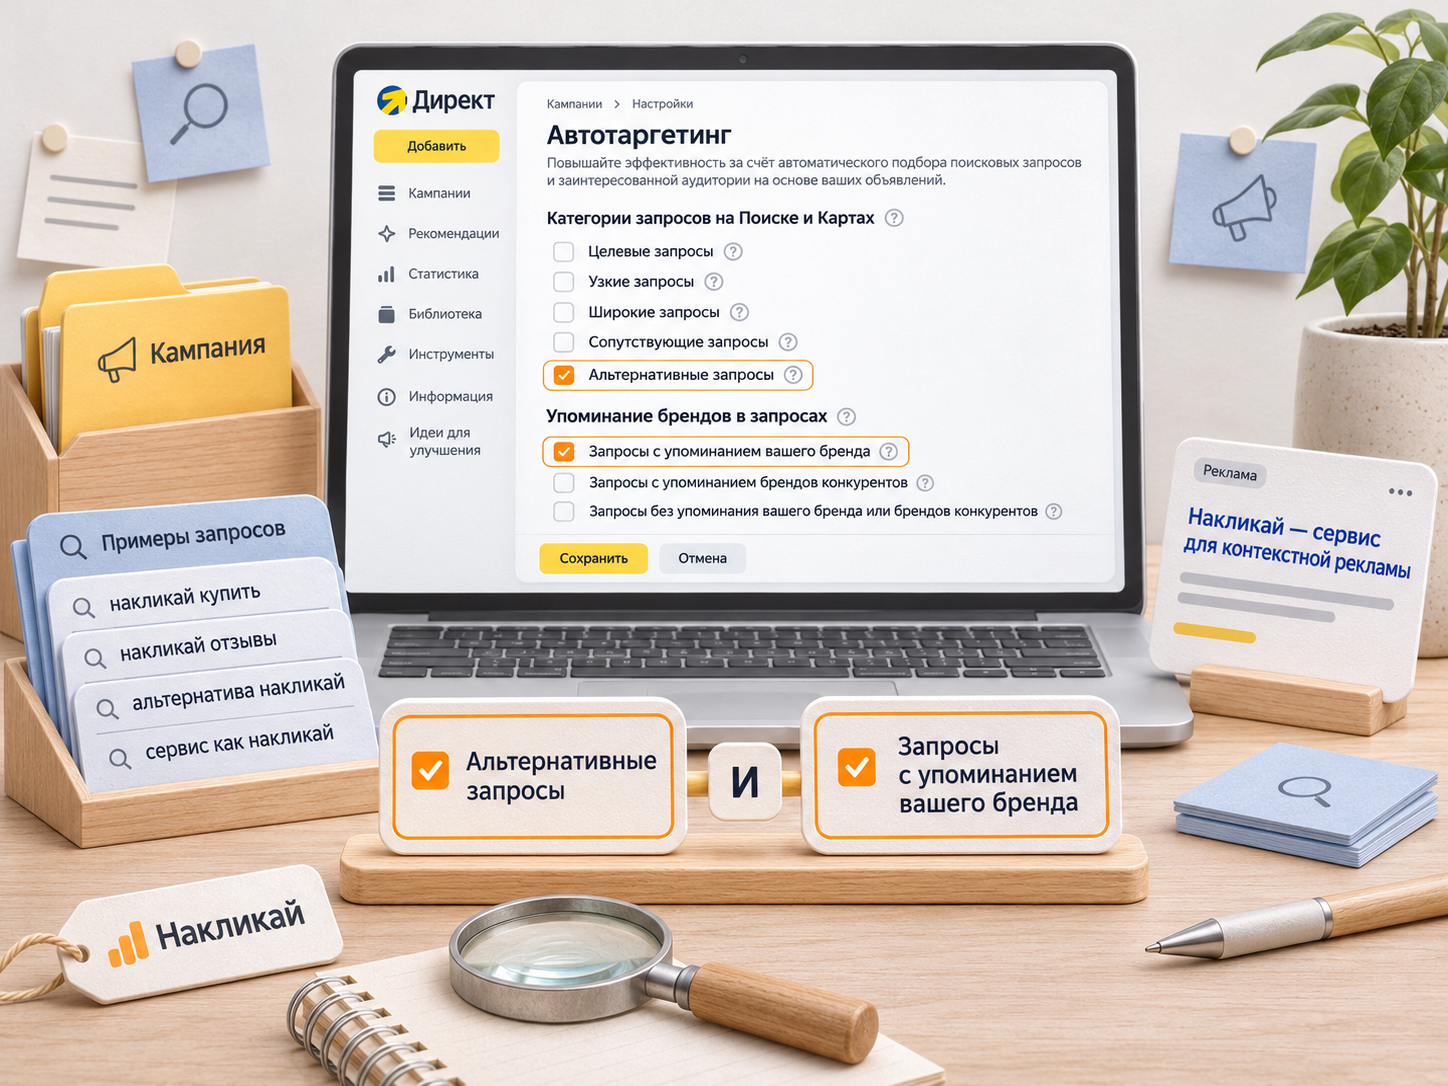 Директ
Добавить
Кампании
Рекомендации
Статистика
Библиотека
Инструменты
Информация
Идеи для
улучшения
Кампании > Настройки
Автотаргетинг
Повышайте эффективность за счёт автоматического подбора поисковых запросов
и заинтересованной аудитории на основе ваших объявлений.
Категории запросов на Поиске и Картах ?
Целевые запросы ?
Узкие запросы ?
Широкие запросы ?
Сопутствующие запросы ?
Альтернативные запросы ?
Упоминание брендов в запросах ?
Запросы с упоминанием вашего бренда ?
Запросы с упоминанием брендов конкурентов ?
Запросы без упоминания вашего бренда или брендов конкурентов ?
Сохранить Отмена
Кампания
Примеры запросов
накликай купить
накликай отзывы
альтернатива накликай
сервис как накликай
Реклама
Накликай — сервис
для контекстной рекламы
Альтернативные
запросы
И
Запросы
с упоминанием
вашего бренда
Накликай